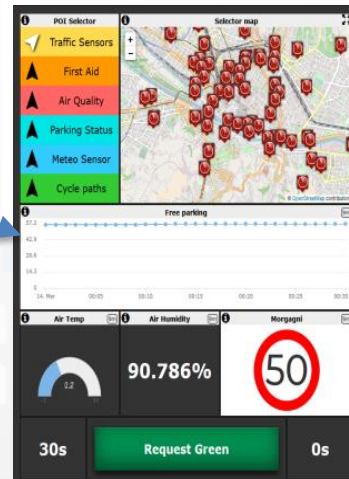 POI Selector
Selector map
Traffic Sensors
First Aid
Air Quality
Parking Status
Meteo Sensor
Cycle paths
+
-
© OpenStreetMap contributors
Free parking
57.2
42.9
28.6
14.3
0
14. Mar 00:05 00:10 00:15 00:20 00:25 00:30
Air Temp
Air Humidity
Morgagni
0.2
90.786%
50
30s
Request Green
0s